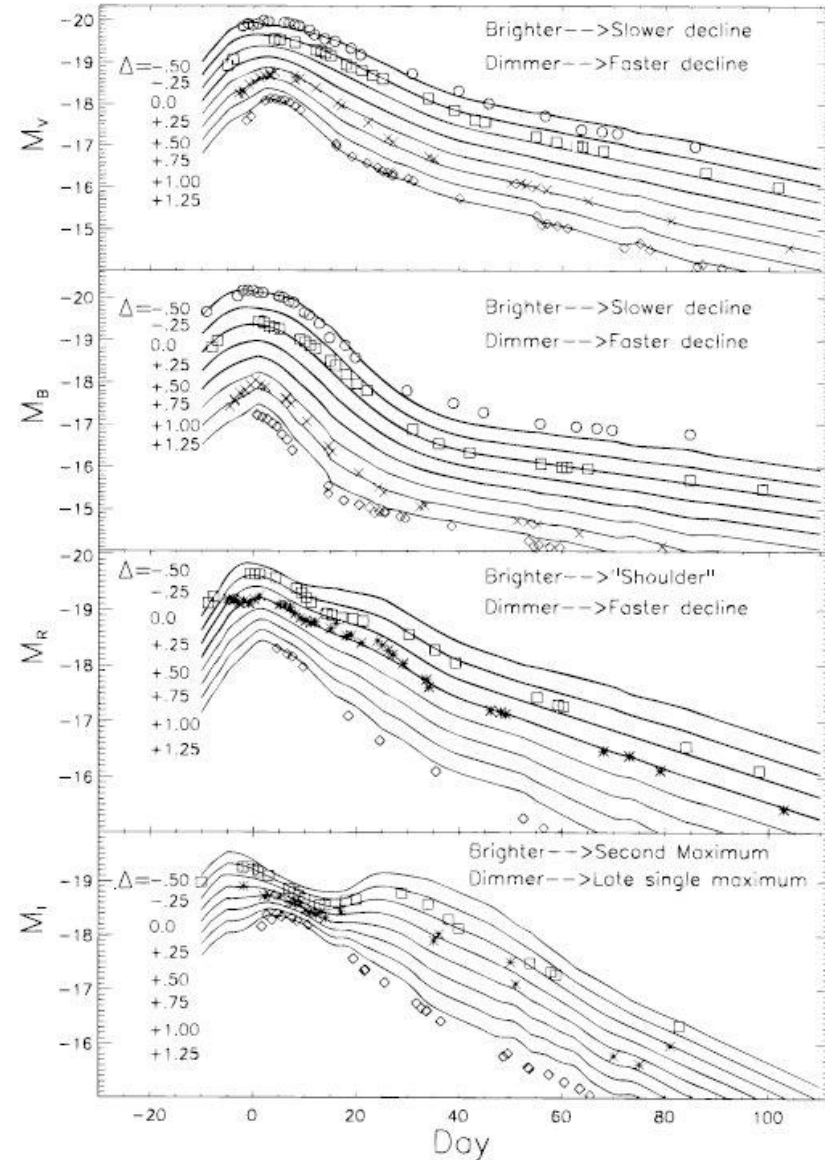 -20
-19
-18
-17
-16
-15
M_V
Δ=-.50
-.25
0.0
+.25
+.50
+.75
+1.00
+1.25
Brighter-->Slower decline
Dimmer-->Faster decline
-20
-19
-18
-17
-16
-15
M_B
Δ=-.50
-.25
0.0
+.25
+.50
+.75
+1.00
+1.25
Brighter-->Slower decline
Dimmer-->Faster decline
-20
-19
-18
-17
-16
M_R
Δ=-.50
-.25
0.0
+.25
+.50
+.75
+1.00
+1.25
Brighter-->"Shoulder"
Dimmer-->Faster decline
-19
-18
-17
-16
M_I
Δ=-.50
-.25
0.0
+.25
+.50
+.75
+1.00
+1.25
Brighter-->Second Maximum
Dimmer-->Late single maximum
-20 0 20 40 60 80 100
Day